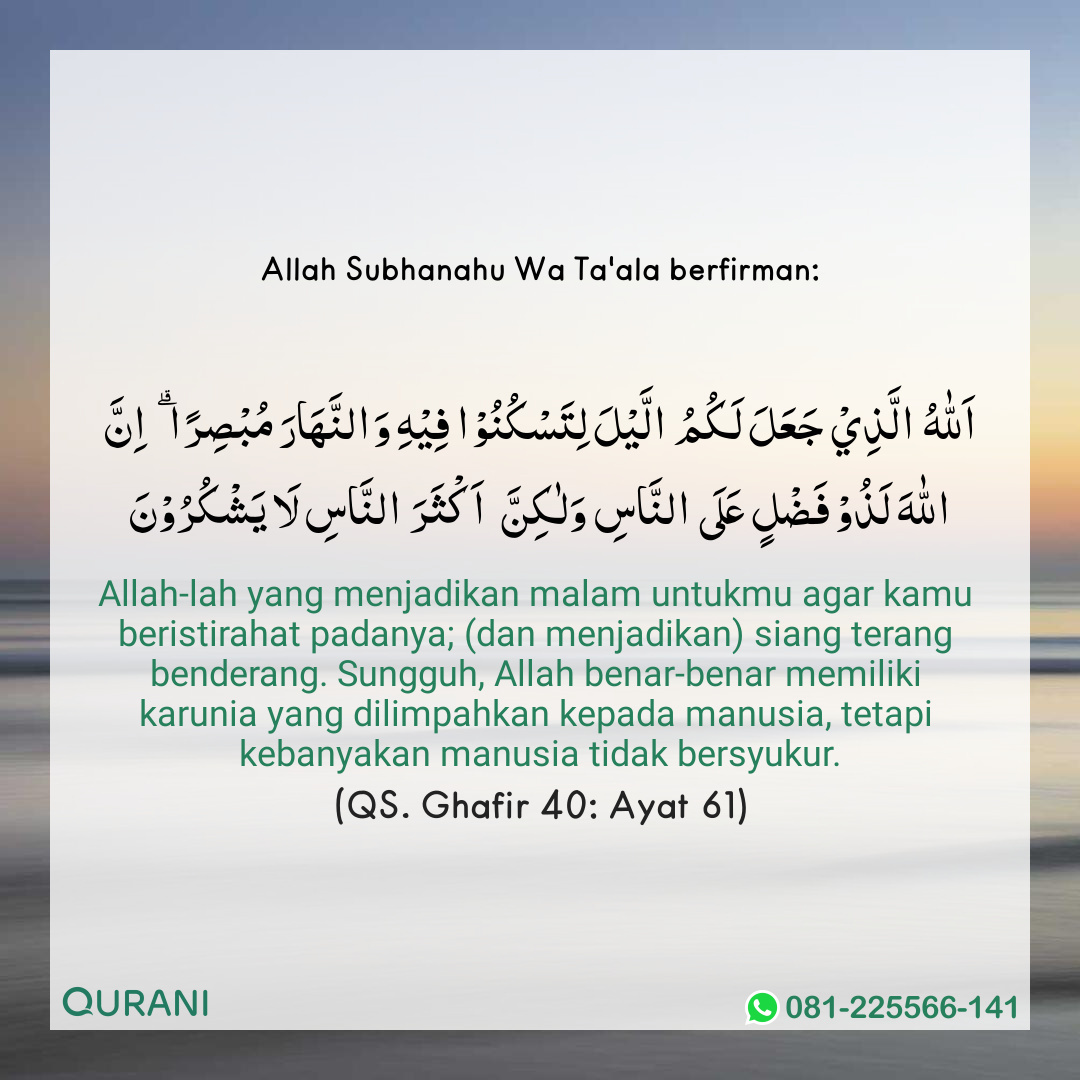 Allah Subhanahu Wa Ta'ala berfirman:
اَللّٰهُ الَّذِيْ جَعَلَ لَكُمُ الَّيْلَ لِتَسْكُنُوْا فِيْهِ وَالنَّهَارَ مُبْصِرًا ۗ اِنَّ
اللّٰهَ لَذُوْ فَضْلٍ عَلَى النَّاسِ وَلٰـكِنَّ اَكْثَرَ النَّاسِ لَا يَشْكُرُوْنَ
Allah-lah yang menjadikan malam untukmu agar kamu
beristirahat padanya; (dan menjadikan) siang terang
benderang. Sungguh, Allah benar-benar memiliki
karunia yang dilimpahkan kepada manusia, tetapi
kebanyakan manusia tidak bersyukur.
(QS. Ghafir 40: Ayat 61)
QURANI
081-225566-141